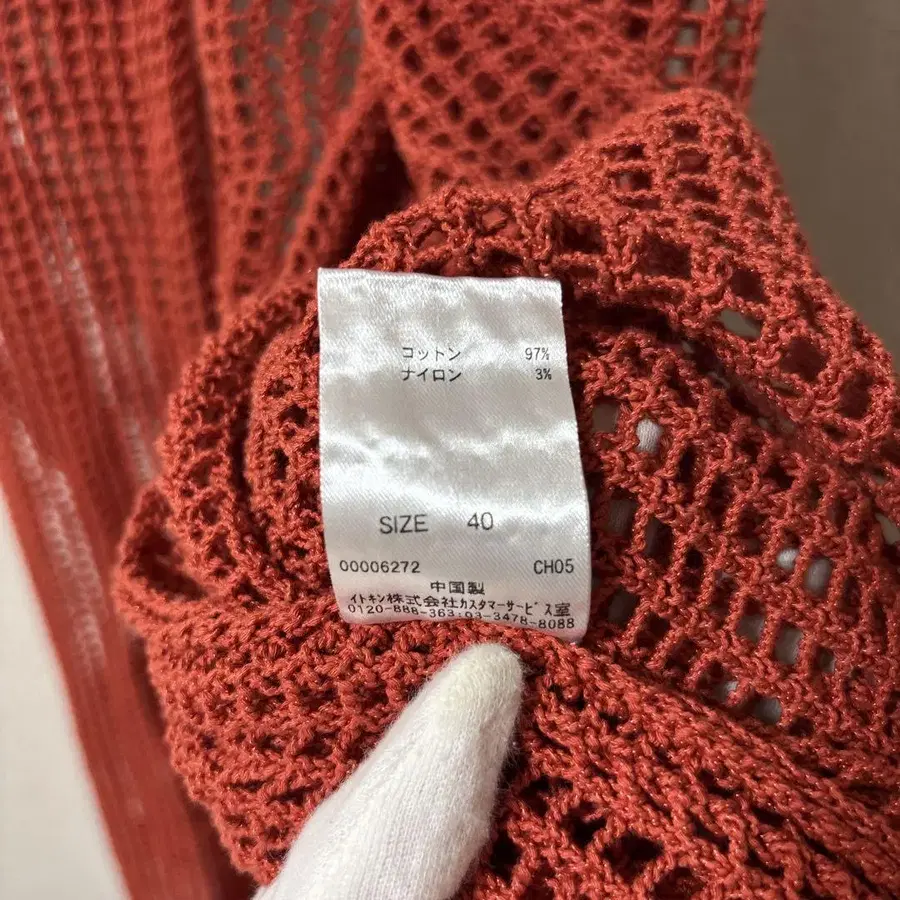 コットン 97%
ナイロン 3%
SIZE 40
00006272 CH05
中国製
イトキン株式会社カスタマーサービス室
0120-888-363:03-3478-8088